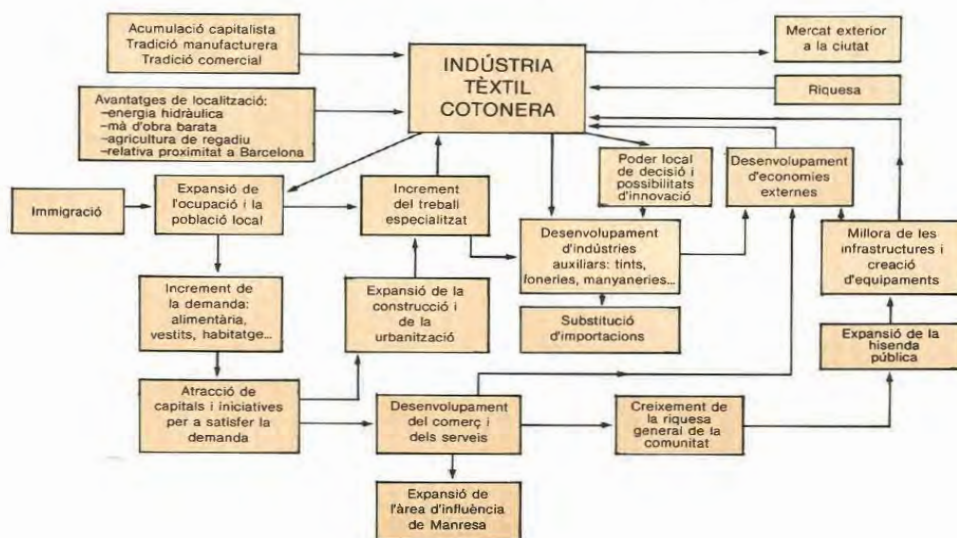 Acumulació capitalista
Tradició manufacturera
Tradició comercial
INDÚSTRIA
TÈXTIL
COTONERA
Mercat exterior
a la ciutat
Riquesa
Avantatges de localització:
–energia hidràulica
–mà d'obra barata
–agricultura de regadiu
–relativa proximitat a Barcelona
Immigració
Expansió de
l'ocupació i la
població local
Increment
del treball
especialitzat
Poder local
de decisió i
possibilitats
d'innovació
Desenvolupament
d'economies
externes
Desenvolupament
d'indústries
auxiliars: tints,
loneries, manyaneries...
Millora de les
infrastructures i
creació
d'equipaments
Increment de
la demanda:
alimentària,
vestits, habitatge...
Expansió de la
construcció i
de la
urbanització
Substitució
d'importacions
Expansió de la
hisenda
pública
Atracció de
capitals i iniciatives
per a satisfer la
demanda
Desenvolupament
del comerç i
dels serveis
Creixement de
la riquesa
general de la
comunitat
Expansió de
l'àrea d'influència
de Manresa